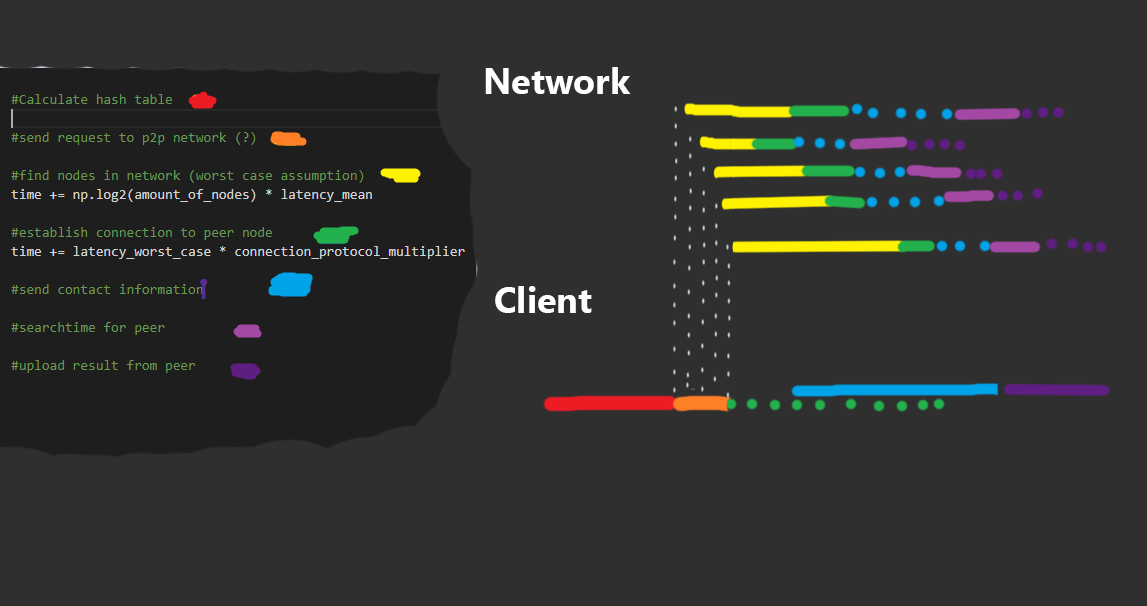 Network
#Calculate hash table
#send request to p2p network (?)
#find nodes in network (worst case assumption)
time += np.log2(amount_of_nodes) * latency_mean
#establish connection to peer node
time += latency_worst_case * connection_protocol_multiplier
#send contact information
Client
#searchtime for peer
#upload result from peer